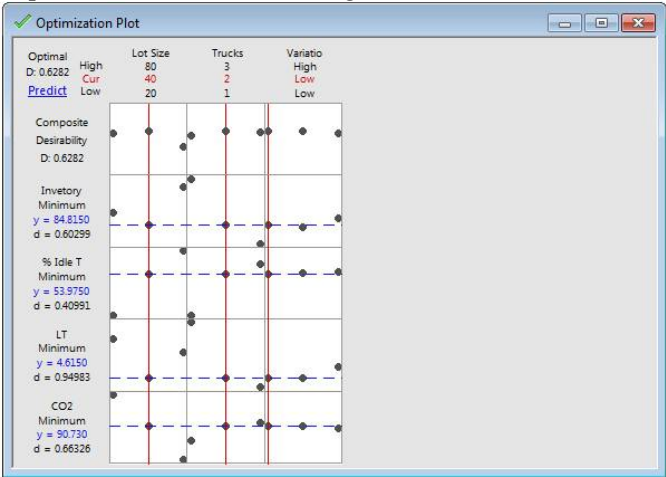 Optimization Plot
Optimal
D: 0.6282
Predict
High
Cur
Low
Lot Size
80
40
20
Trucks
3
2
1
Variatio
High
Low
Low
Composite
Desirability
D: 0.6282
Invetory
Minimum
y = 84.8150
d = 0.60299
% Idle T
Minimum
y = 53.9750
d = 0.40991
LT
Minimum
y = 4.6150
d = 0.94983
CO2
Minimum
y = 90.730
d = 0.66326